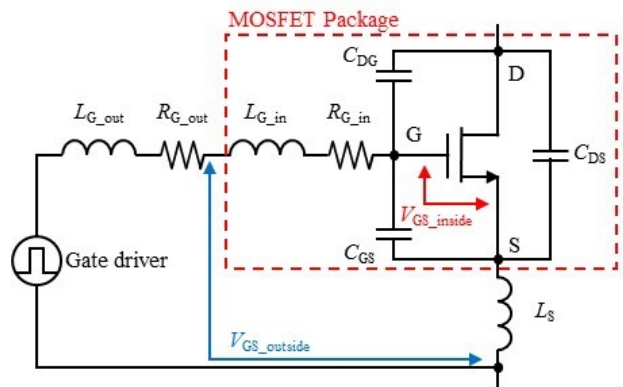 MOSFET Package
C_DG
D
L_G_out
R_G_out
L_G_in
R_G_in
G
C_DS
V_GS_inside
C_GS
S
Gate driver
L_S
V_GS_outside